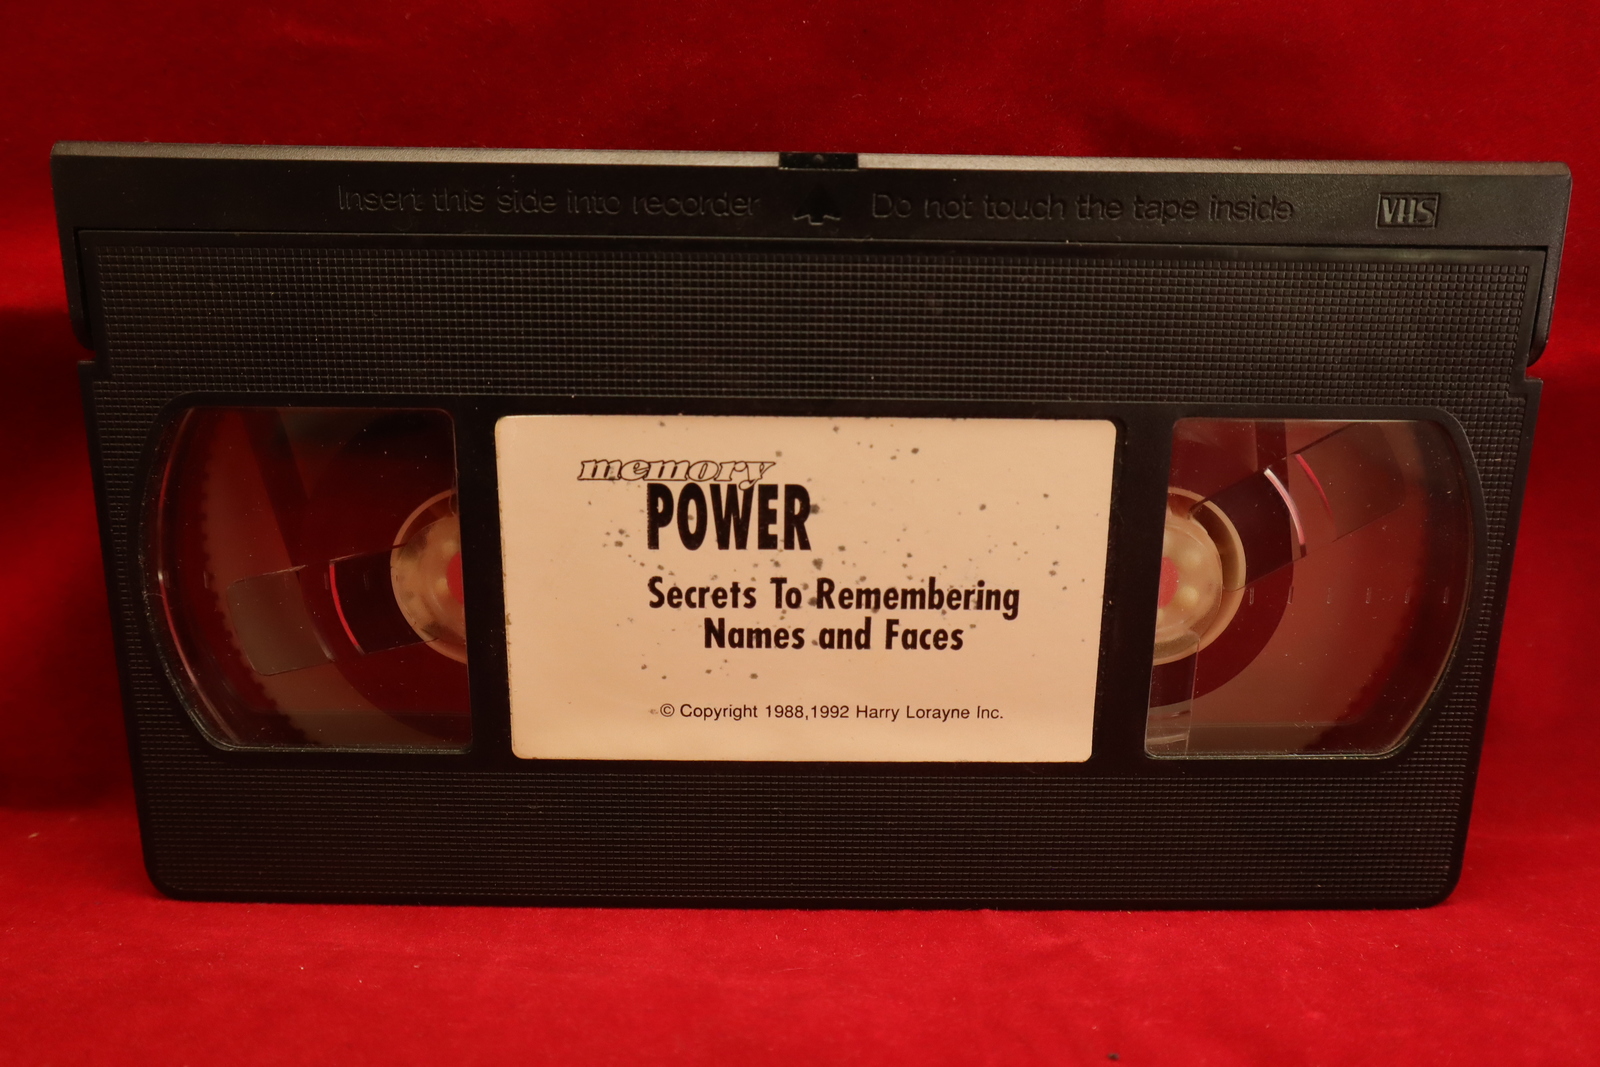 Insert this side into recorder Do not touch the tape inside VHS
memory
POWER
Secrets To Remembering
Names and Faces
© Copyright 1988,1992 Harry Lorayne Inc.